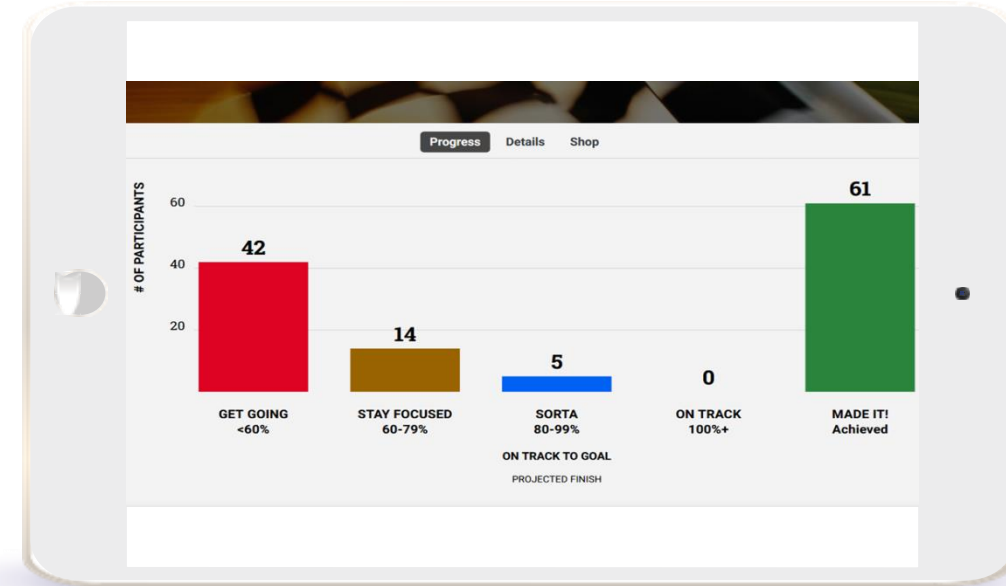 Progress Details Shop
# OF PARTICIPANTS
60
40
20
42
14
5
0
61
GET GOING
<60%
STAY FOCUSED
60-79%
SORTA
80-99%
ON TRACK
100%+
MADE IT!
Achieved
ON TRACK TO GOAL
PROJECTED FINISH